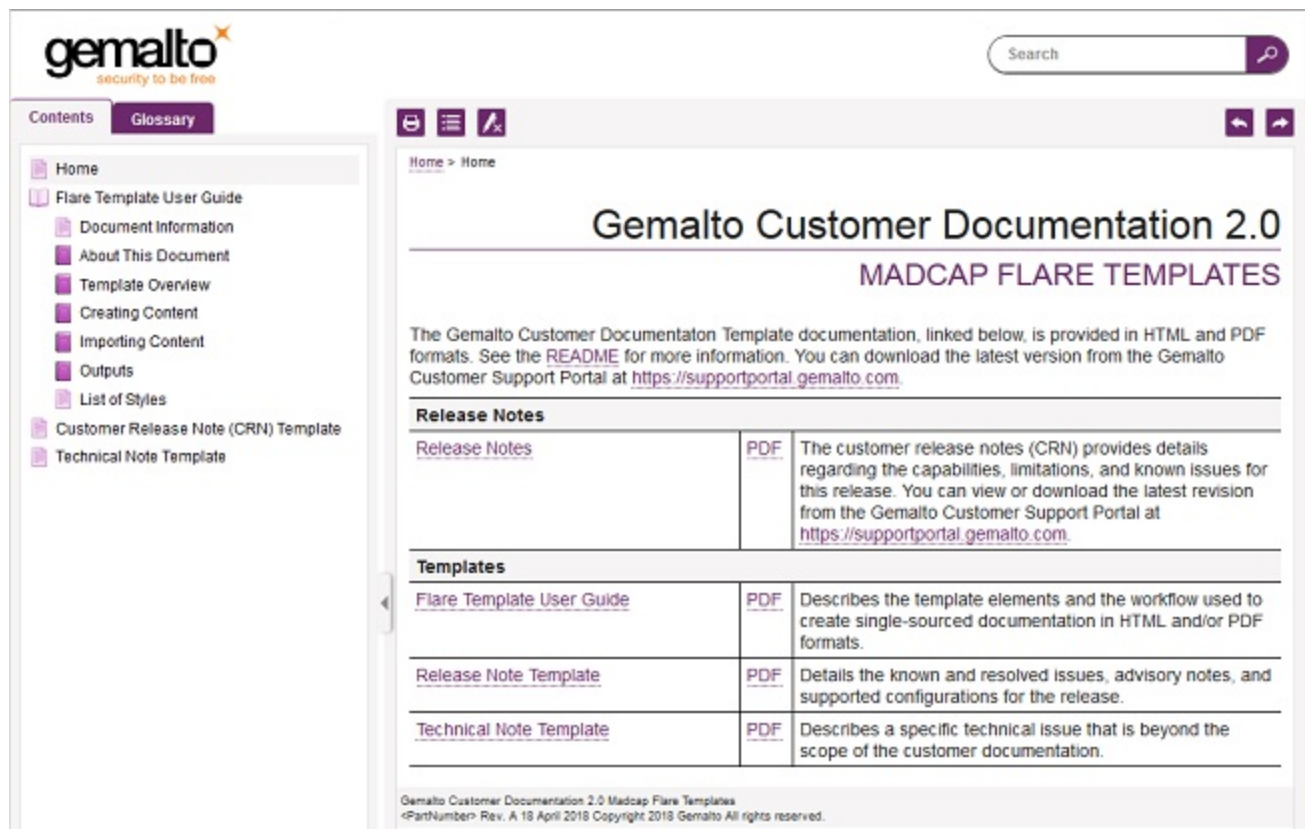 gemalto
security to be free
Search
Contents
Glossary
Home
Flare Template User Guide
Document Information
About This Document
Template Overview
Creating Content
Importing Content
Outputs
List of Styles
Customer Release Note (CRN) Template
Technical Note Template
Home > Home
Gemalto Customer Documentation 2.0
MADCAP FLARE TEMPLATES
The Gemalto Customer Documentaton Template documentation, linked below, is provided in HTML and PDF
formats. See the README for more information. You can download the latest version from the Gemalto
Customer Support Portal at https://supportportal.gemalto.com.
Release Notes
Release Notes PDF The customer release notes (CRN) provides details
regarding the capabilities, limitations, and known issues for
this release. You can view or download the latest revision
from the Gemalto Customer Support Portal at
https://supportportal.gemalto.com.
Templates
Flare Template User Guide PDF Describes the template elements and the workflow used to
create single-sourced documentation in HTML and/or PDF
formats.
Release Note Template PDF Details the known and resolved issues, advisory notes, and
supported configurations for the release.
Technical Note Template PDF Describes a specific technical issue that is beyond the
scope of the customer documentation.
Gemalto Customer Documentation 2.0 Madcap Flare Templates
<PartNumber> Rev. A 18 April 2018 Copyright 2018 Gemalto All rights reserved.